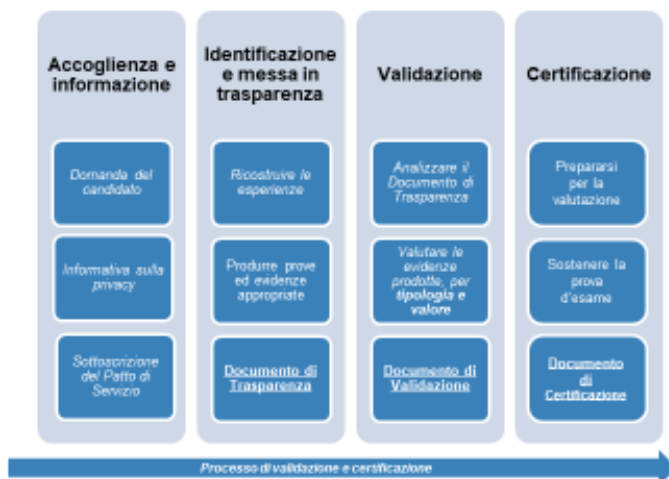 Accoglienza e
informazione
Domanda del
candidato
Informativa sulla
privacy
Sottoscrizione
del Patto di
Servizio
Identificazione
e messa in
trasparenza
Ricostruire le
esperienze
Produrre prove
ed evidenze
appropriate
Documento di
Trasparenza
Validazione
Analizzare il
Documento di
Trasparenza
Valutare le
evidenze
prodotte, per
tipologia e
valore
Documento di
Validazione
Certificazione
Prepararsi
per la
valutazione
Sostenere la
prova
d'esame
Documento
di
Certificazione
Processo di validazione e certificazione